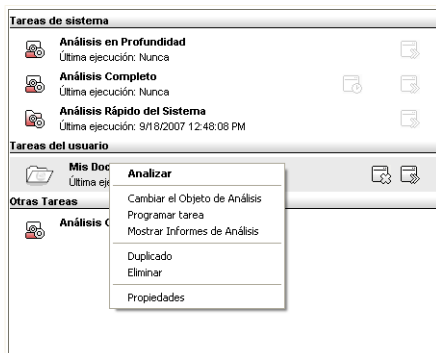 Tareas de sistema
Análisis en Profundidad
Última ejecución: Nunca
Análisis Completo
Última ejecución: Nunca
Análisis Rápido del Sistema
Última ejecución: 9/18/2007 12:48:08 PM
Tareas del usuario
Mis Doc
Última eje
Analizar
Cambiar el Objeto de Análisis
Programar tarea
Mostrar Informes de Análisis
Duplicado
Eliminar
Propiedades
Otras Tareas
Análisis